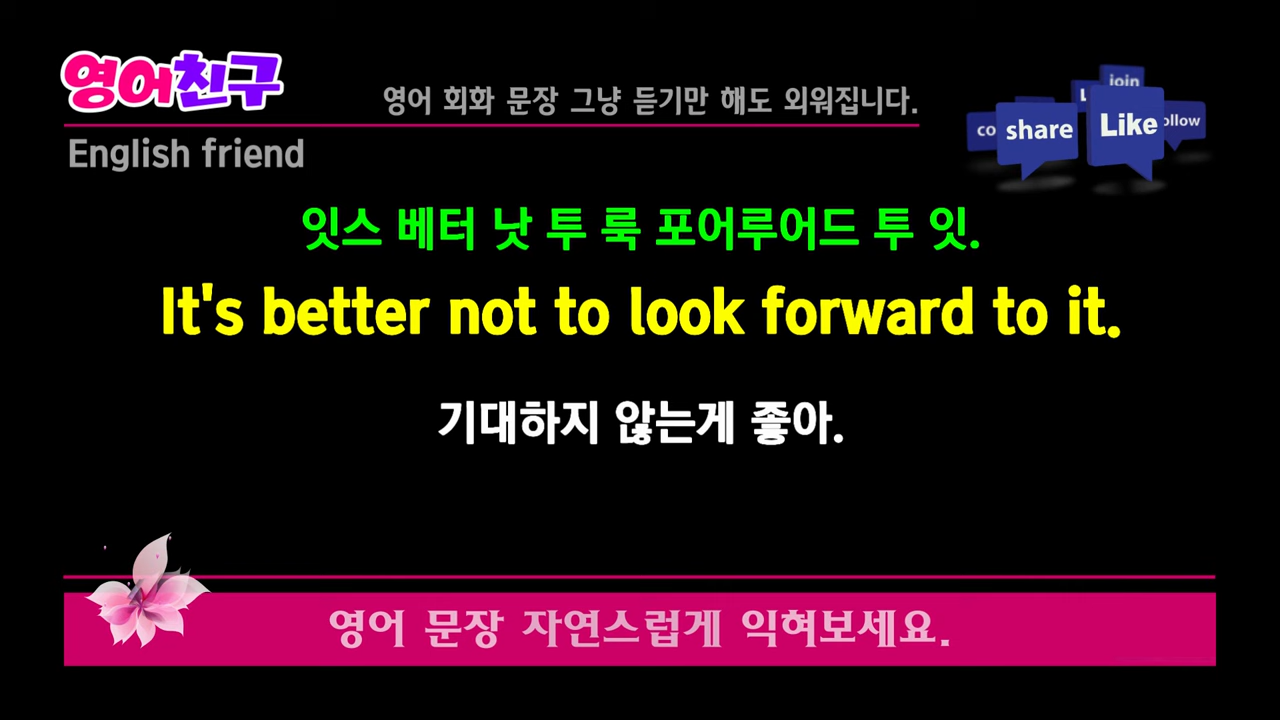 영어친구
영어 회화 문장 그냥 듣기만 해도 외워집니다.
English friend
join
share
Like
잇스 베터 낫 투 룩 포어루어드 투 잇.
It's better not to look forward to it.
기대하지 않는게 좋아.
영어 문장 자연스럽게 익혀보세요.